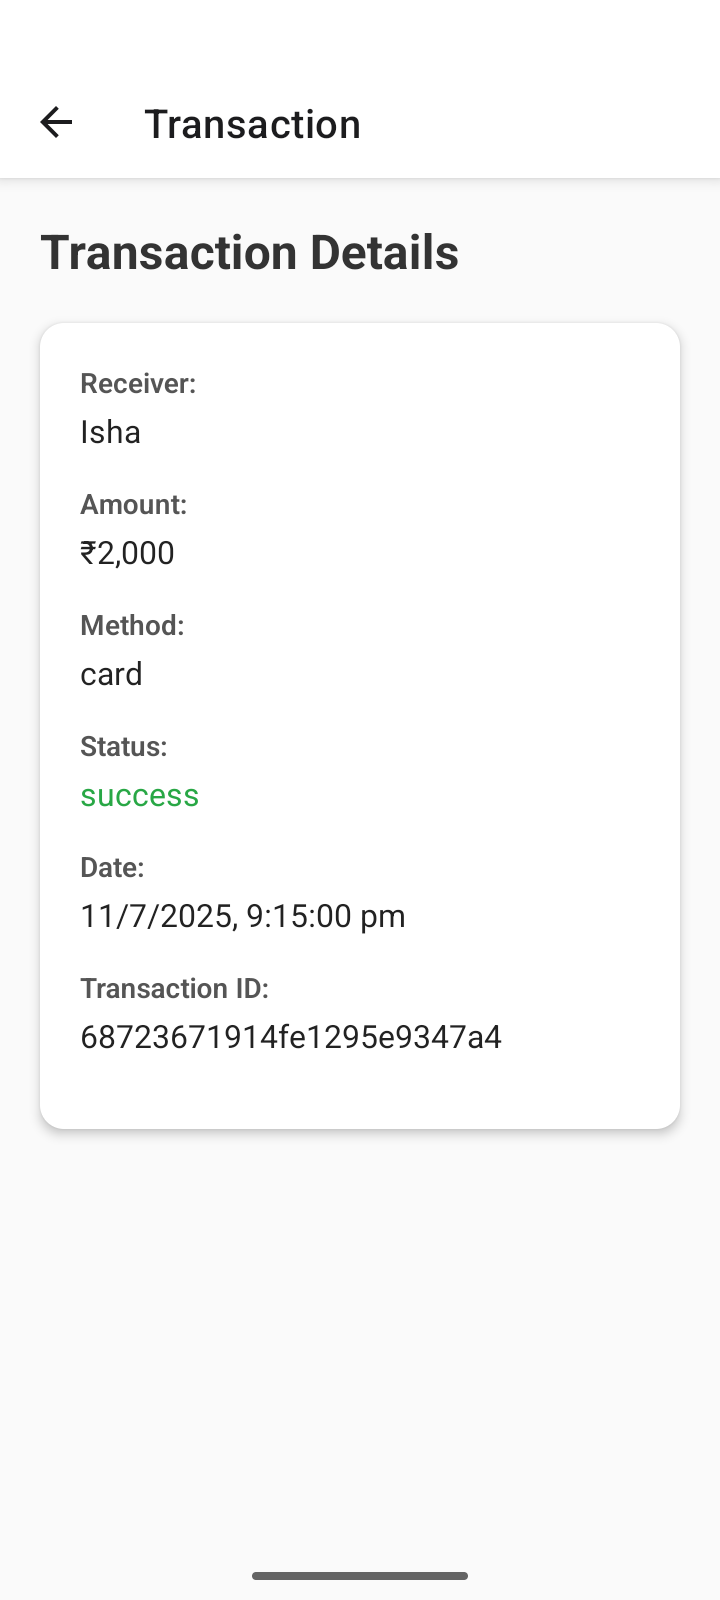 Transaction
Transaction Details
Receiver:
Isha
Amount:
₹2,000
Method:
card
Status:
success
Date:
11/7/2025, 9:15:00 pm
Transaction ID:
68723671914fe1295e9347a4